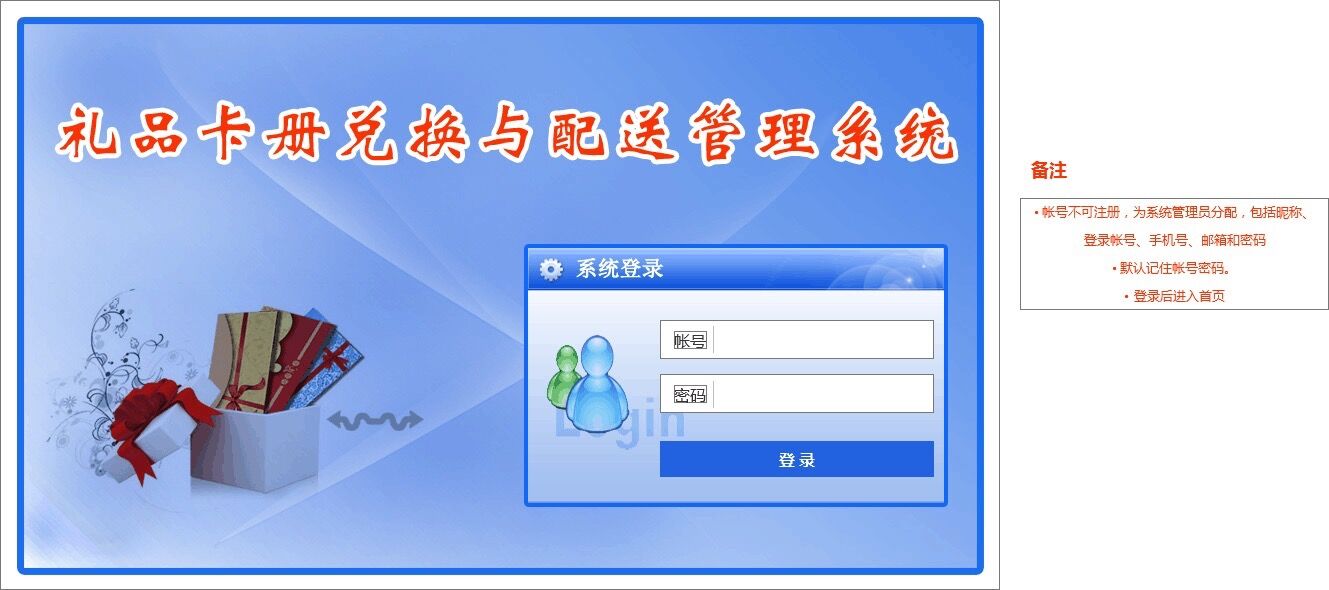 礼品卡册兑换与配送管理系统
系统登录
帐号
密码
Login
登录
备注
• 帐号不可注册，为系统管理员分配，包括昵称、
登录帐号、手机号、邮箱和密码
• 默认记住帐号密码。
• 登录后进入首页